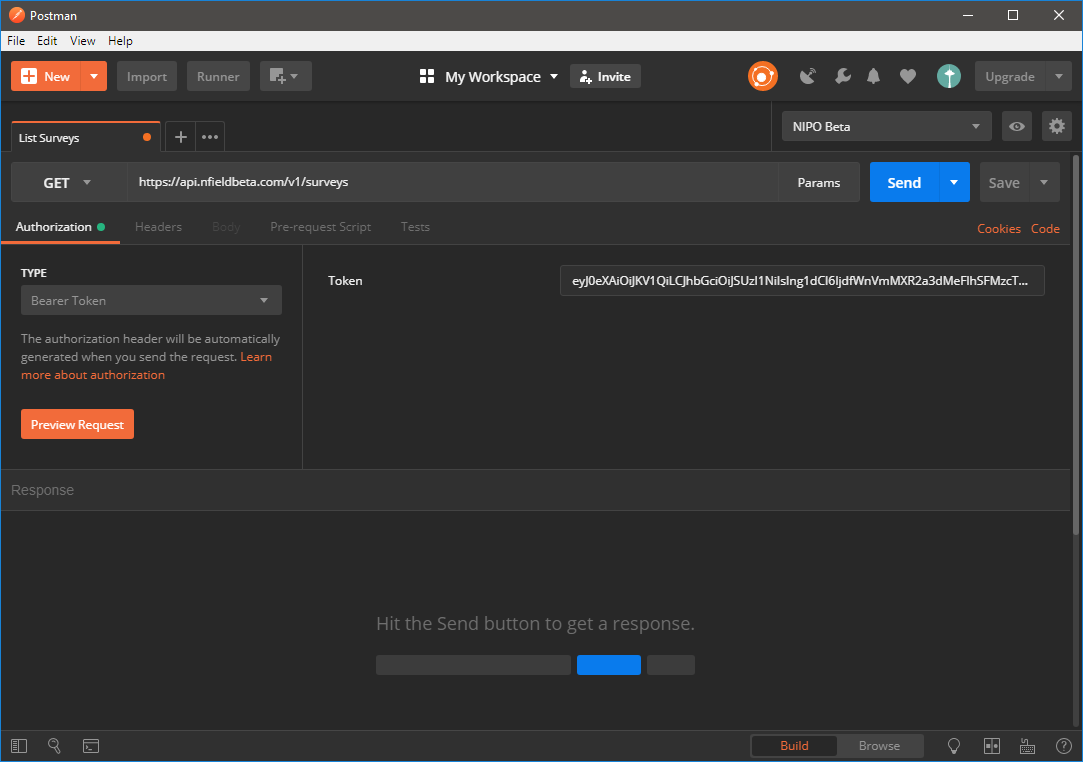 Postman
File Edit View Help
New Import Runner My Workspace Invite Upgrade
List Surveys NIPO Beta
GET https://api.nfieldbeta.com/v1/surveys Params Send Save
Authorization Headers Body Pre-request Script Tests Cookies Code
TYPE
Bearer Token
The authorization header will be automatically
generated when you send the request. Learn
more about authorization
Preview Request
Token
Response
Hit the Send button to get a response.
Build Browse